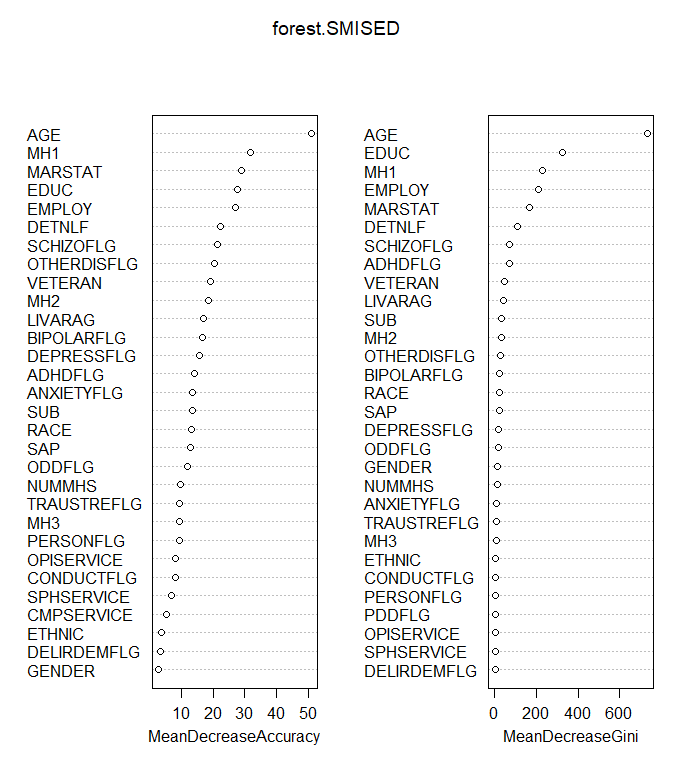 forest.SMISED
AGE
MH1
MARSTAT
EDUC
EMPLOY
DETNLF
SCHIZOFLG
OTHERDISFLG
VETERAN
MH2
LIVARAG
BIPOLARFLG
DEPRESSFLG
ADHDFLG
ANXIETYFLG
SUB
RACE
SAP
ODDFLG
NUMMHS
TRAUSTREFLG
MH3
PERSONFLG
OPISERVICE
CONDUCTFLG
SPHSERVICE
CMPSERVICE
ETHNIC
DELIRDEMFLG
GENDER
10 20 30 40 50
MeanDecreaseAccuracy
AGE
EDUC
MH1
EMPLOY
MARSTAT
DETNLF
SCHIZOFLG
ADHDFLG
VETERAN
LIVARAG
SUB
MH2
OTHERDISFLG
BIPOLARFLG
RACE
SAP
DEPRESSFLG
ODDFLG
GENDER
NUMMHS
ANXIETYFLG
TRAUSTREFLG
MH3
ETHNIC
CONDUCTFLG
PERSONFLG
PDDFLG
OPISERVICE
SPHSERVICE
DELIRDEMFLG
0 200 400 600
MeanDecreaseGini